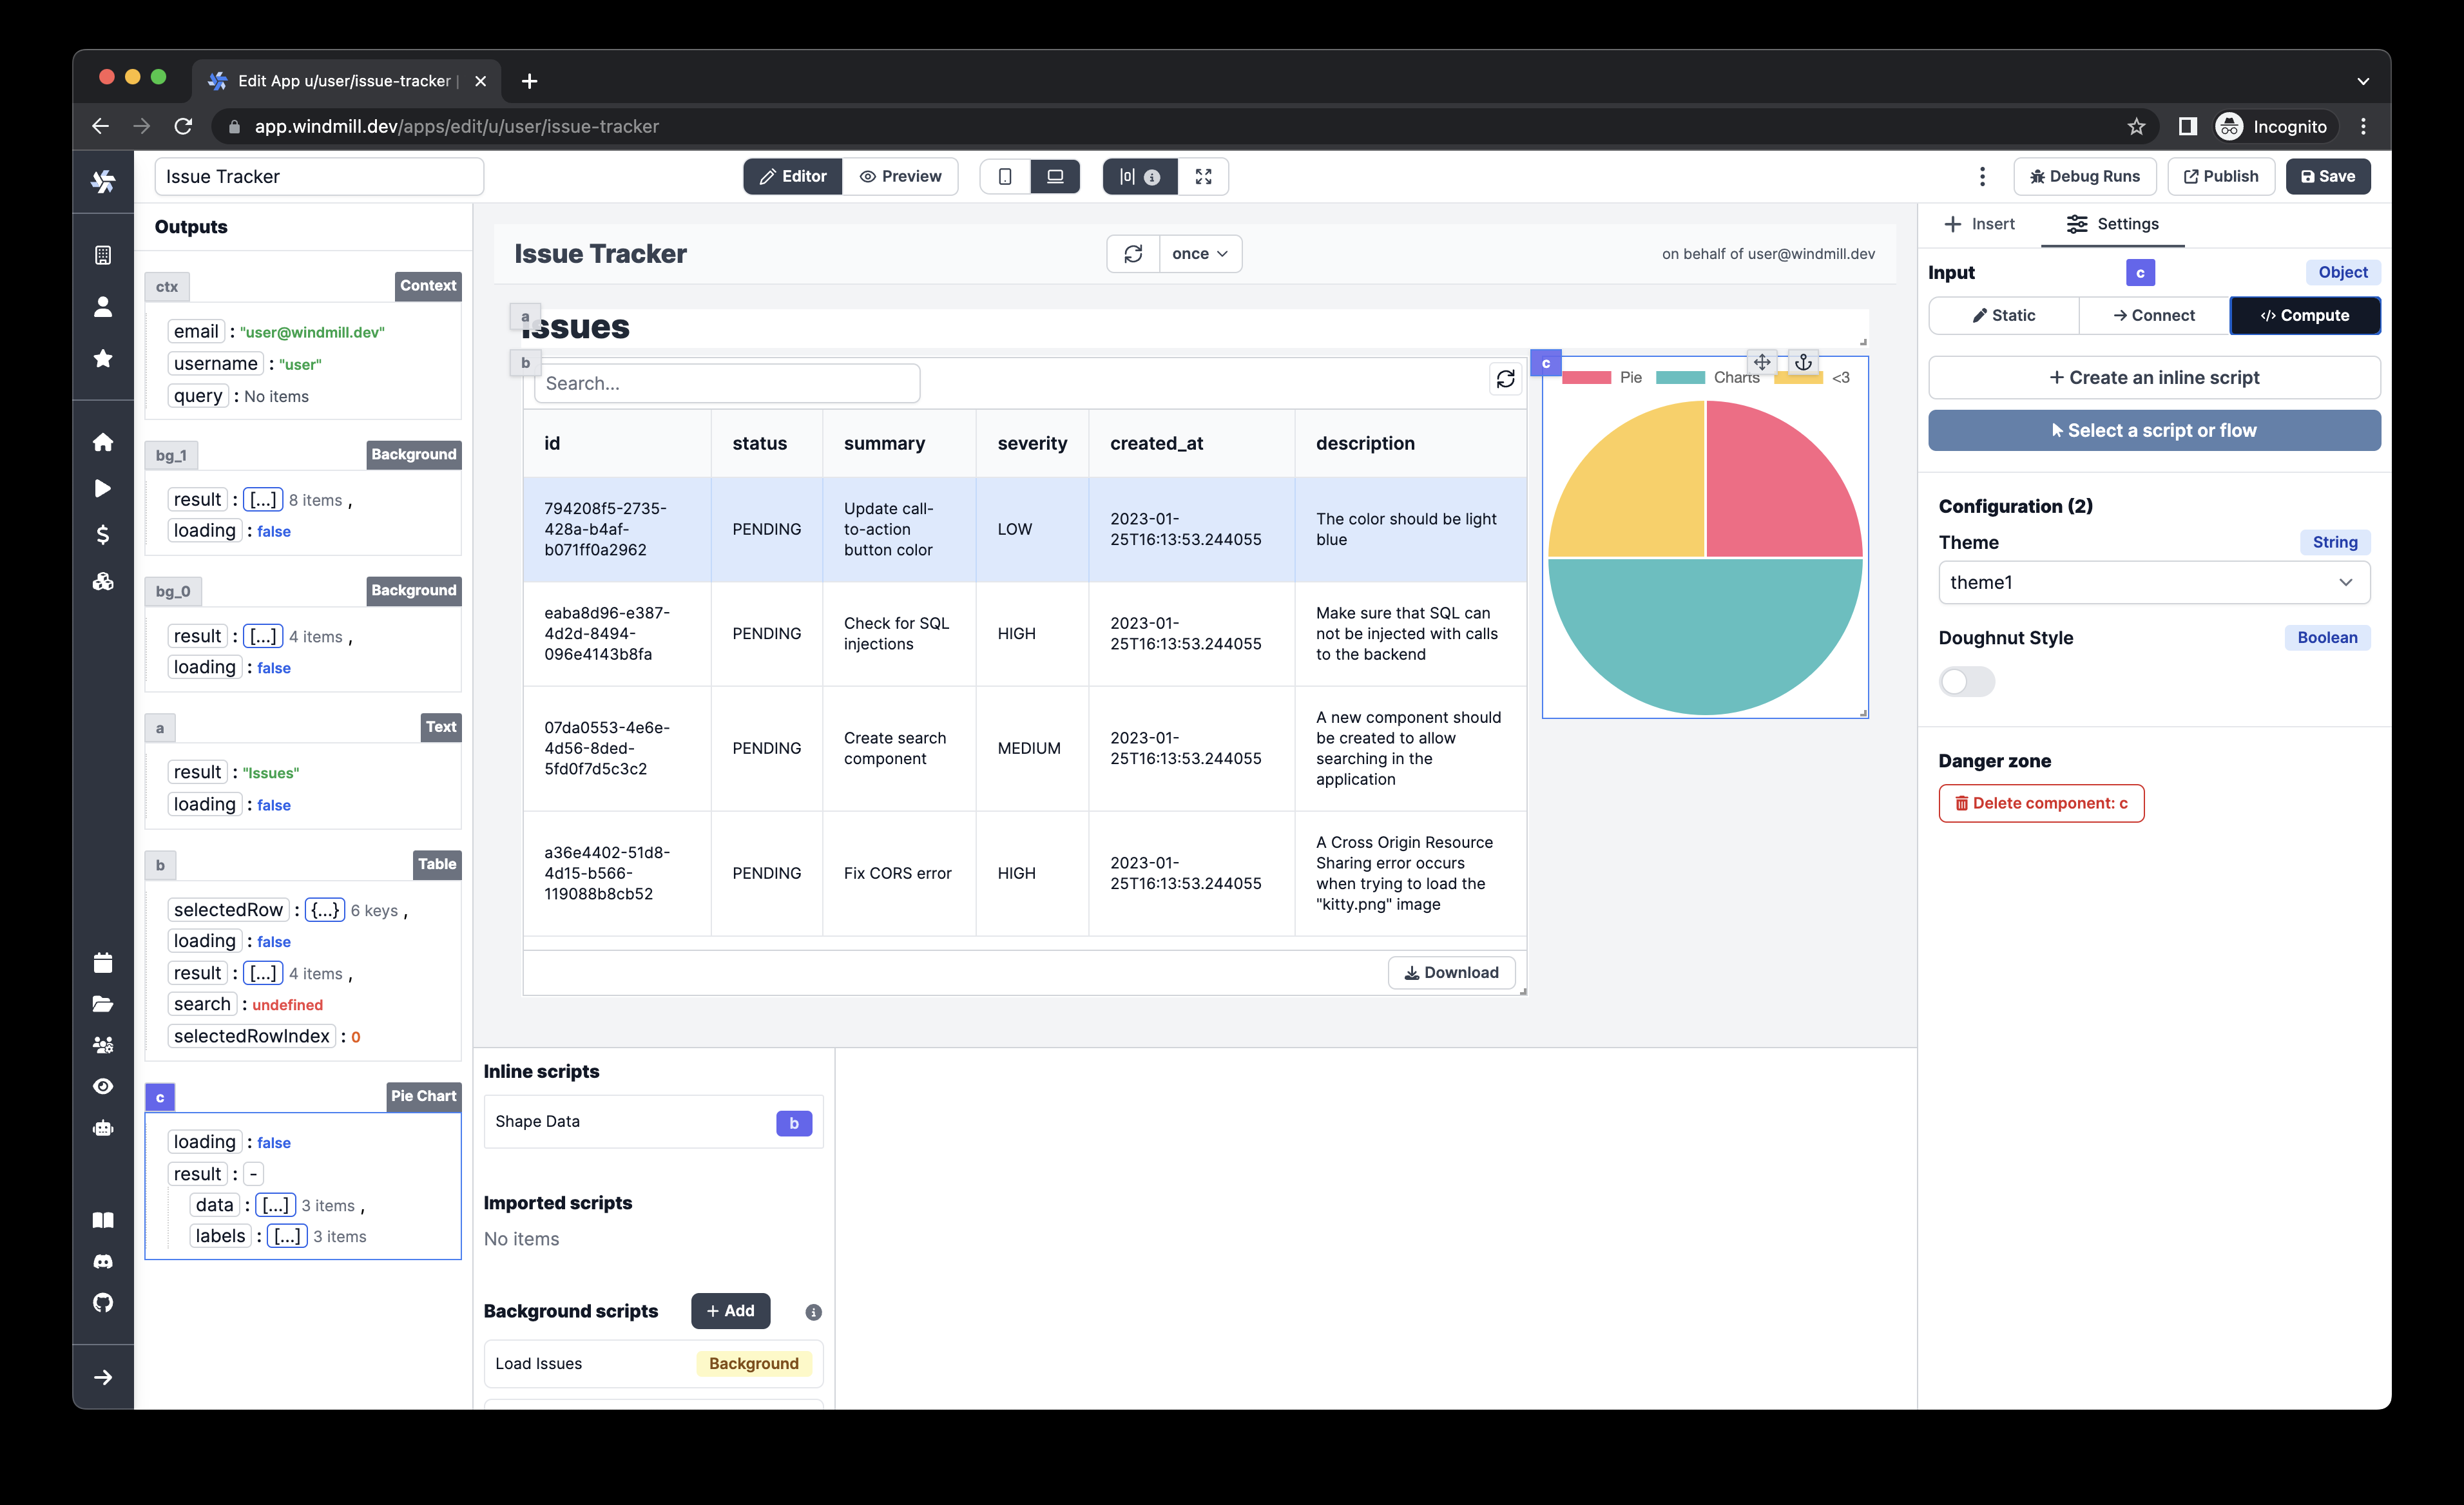 Edit App u/user/issue-tracker |
app.windmill.dev/apps/edit/u/user/issue-tracker
Incognito
Issue Tracker
Editor
Preview
Debug Runs
Publish
Save
Outputs
ctx
Context
email : "user@windmill.dev"
username : "user"
query : No items
bg_1
Background
result : [...] 8 items ,
loading : false
bg_0
Background
result : [...] 4 items ,
loading : false
a
Text
result : "Issues"
loading : false
b
Table
selectedRow : {...} 6 keys ,
loading : false
result : [...] 4 items ,
search : undefined
selectedRowIndex : 0
c
Pie Chart
loading : false
result : -
data : [...] 3 items ,
labels : [...] 3 items
Issue Tracker
once
on behalf of user@windmill.dev
a
Issues
b
Search...
id status summary severity created_at description
794208f5-2735-
428a-b4af-
b071ff0a2962
PENDING
Update call-
to-action
button color
LOW
2023-01-
25T16:13:53.244055
The color should be light
blue
eaba8d96-e387-
4d2d-8494-
096e4143b8fa
PENDING
Check for SQL
injections
HIGH
2023-01-
25T16:13:53.244055
Make sure that SQL can
not be injected with calls
to the backend
07da0553-4e6e-
4d56-8ded-
5fd0f7d5c3c2
PENDING
Create search
component
MEDIUM
2023-01-
25T16:13:53.244055
A new component should
be created to allow
searching in the
application
a36e4402-51d8-
4d15-b566-
119088b8cb52
PENDING
Fix CORS error
HIGH
2023-01-
25T16:13:53.244055
A Cross Origin Resource
Sharing error occurs
when trying to load the
"kitty.png" image
Download
c
Pie
Charts
<3
Inline scripts
Shape Data
b
Imported scripts
No items
Background scripts
+ Add
Load Issues
Background
Insert
Settings
Input
c
Object
Static
Connect
Compute
+ Create an inline script
Select a script or flow
Configuration (2)
Theme
String
theme1
Doughnut Style
Boolean
Danger zone
Delete component: c